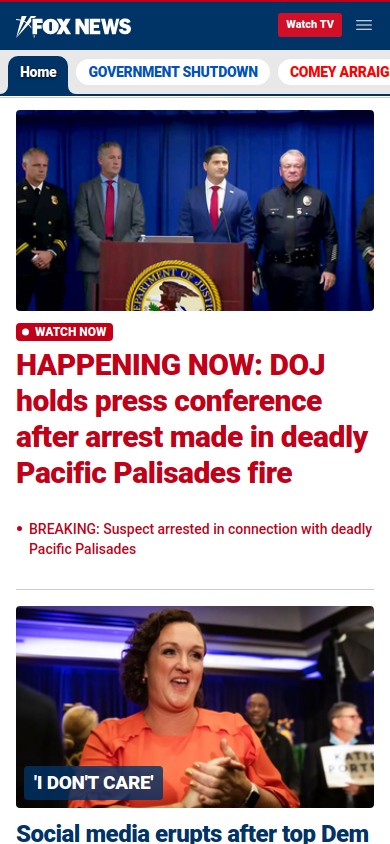 FOX NEWS
Watch TV
Home
GOVERNMENT SHUTDOWN
COMEY ARRAIG
DEPARTMENT OF JUSTIC
WATCH NOW
HAPPENING NOW: DOJ
holds press conference
after arrest made in deadly
Pacific Palisades fire
• BREAKING: Suspect arrested in connection with deadly
Pacific Palisades
KATIE
PORTE
'I DON'T CARE'
Social media erupts after top Dem